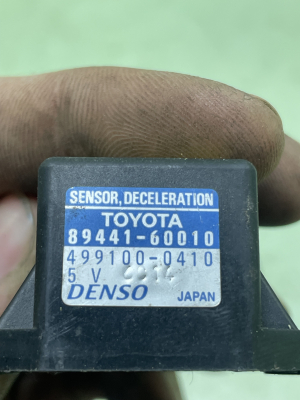 SENSOR, DECELERATION
TOYOTA
89441-60010
499100-0410
5 V
DENSO JAPAN